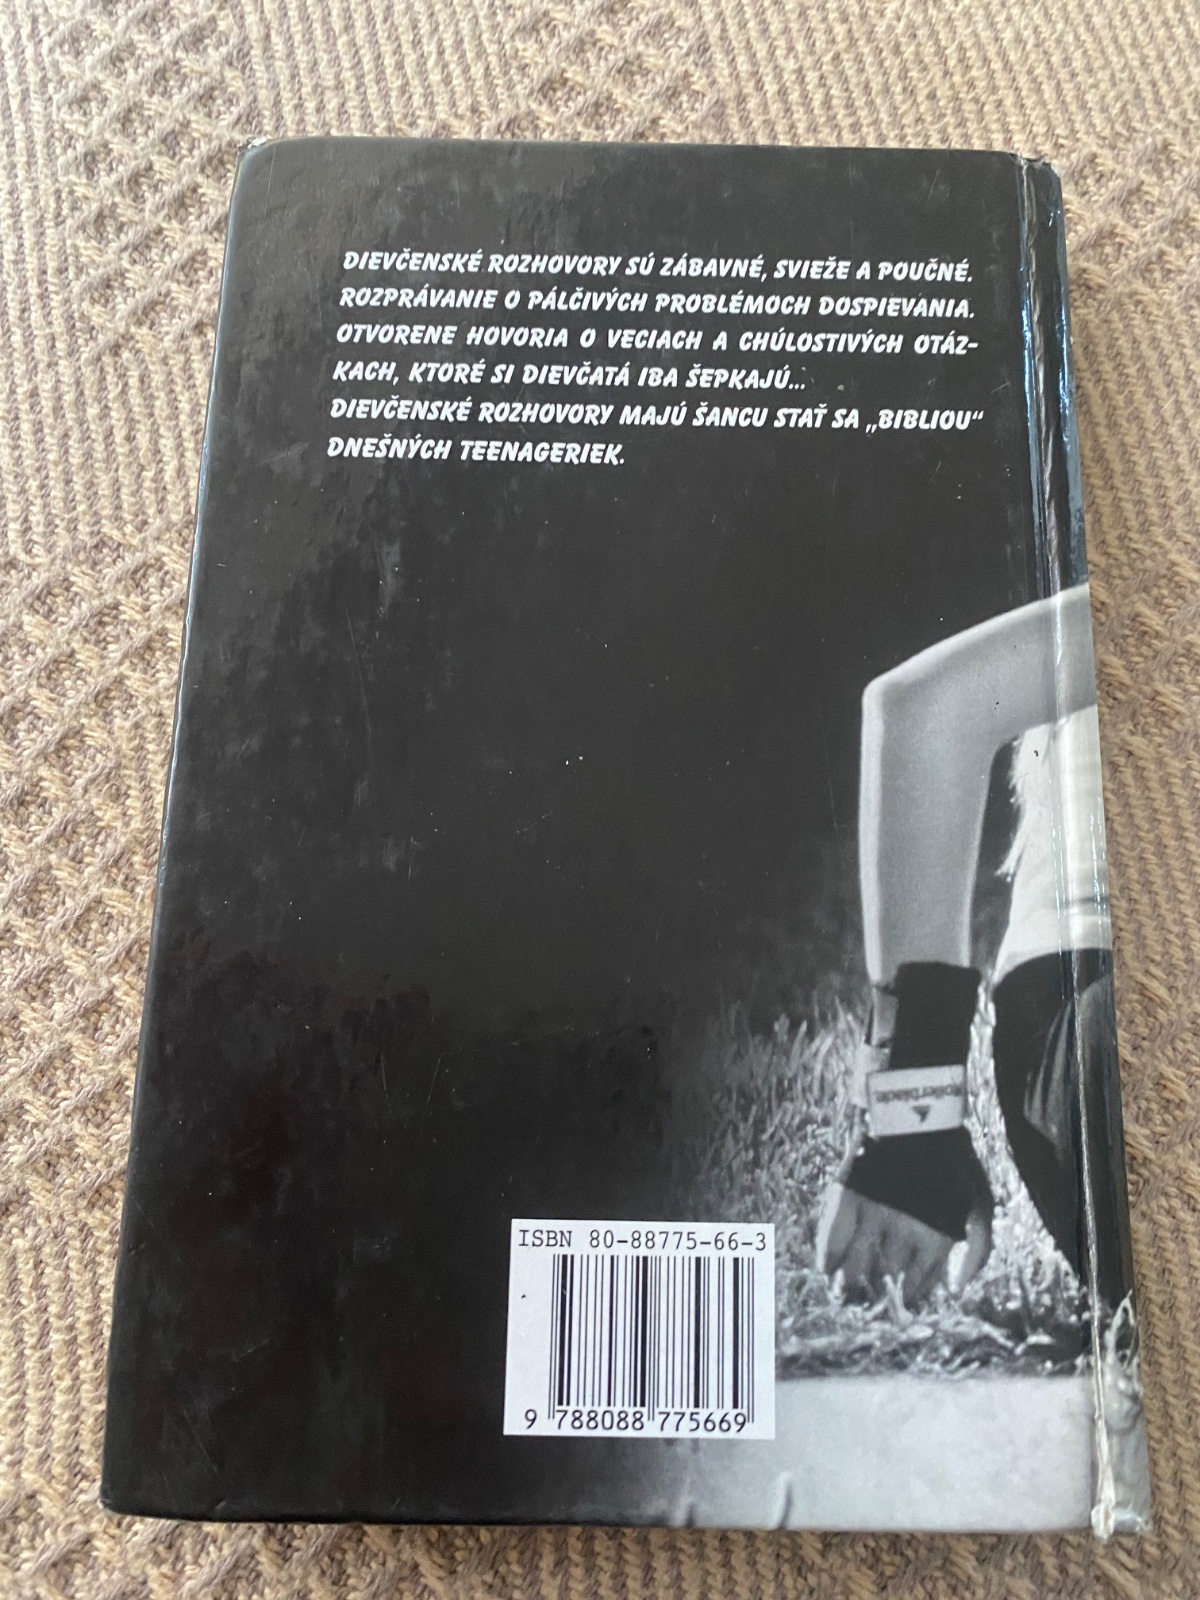 DIEVČENSKÉ ROZHOVORY SÚ ZÁBAVNÉ, SVIEŽE A POUČNÉ.
ROZPRÁVANIE O PÁLČIVÝCH PROBLÉMOCH DOSPIEVANIA.
OTVORENE HOVORIA O VECIACH A CHÚLOSTIVÝCH OTÁZ-
KACH, KTORÉ SI DIEVČATÁ IBA ŠEPKAJÚ...
DIEVČENSKÉ ROZHOVORY MAJÚ ŠANCU STAŤ SA „BIBLIOU“
DNEŠNÝCH TEENAGERIEK.
Rollerblade
ISBN 80-88775-66-3
9 788088 775669